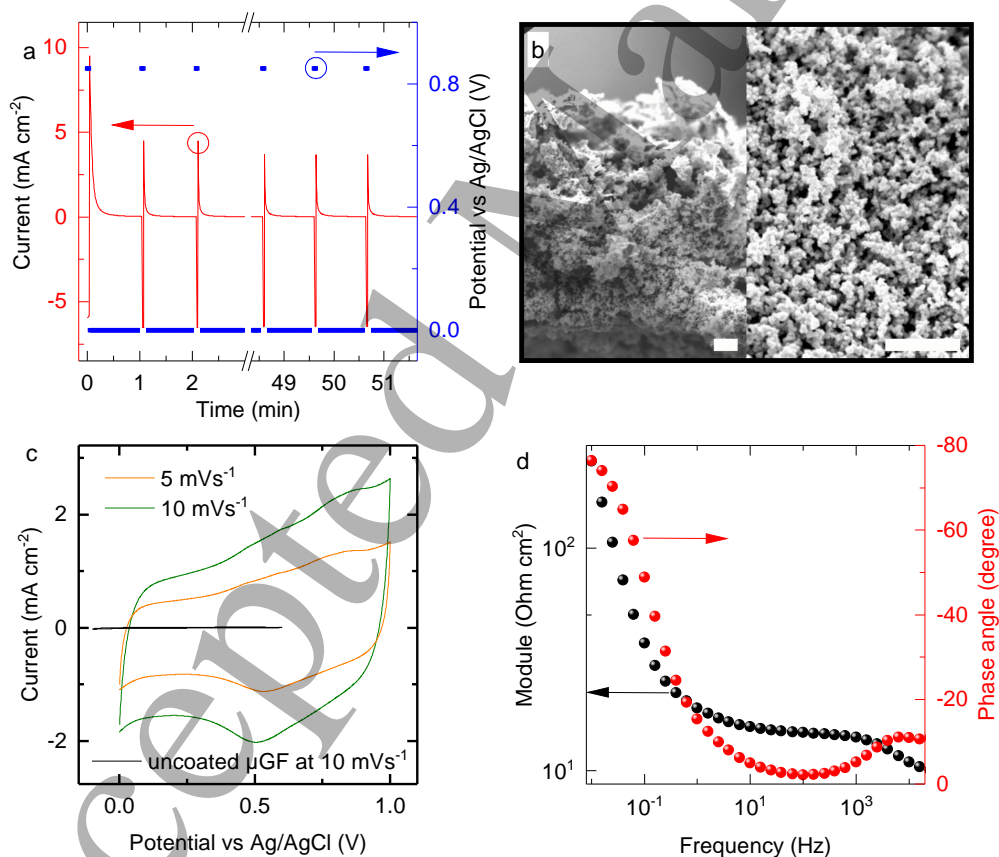 a
10
5
0
-5
Current (mA cm-2)
0 1 2 49 50 51
Time (min)
0.8
0.4
0.0
Potential vs Ag/AgCl (V)
b
c
5 mVs-1
10 mVs-1
2
0
-2
Current (mA cm-2)
uncoated µGF at 10 mVs-1
0.0 0.5 1.0
Potential vs Ag/AgCl (V)
d
102
101
Module (Ohm cm2)
-80
-60
-40
-20
0
Phase angle (degree)
10-1 101 103
Frequency (Hz)